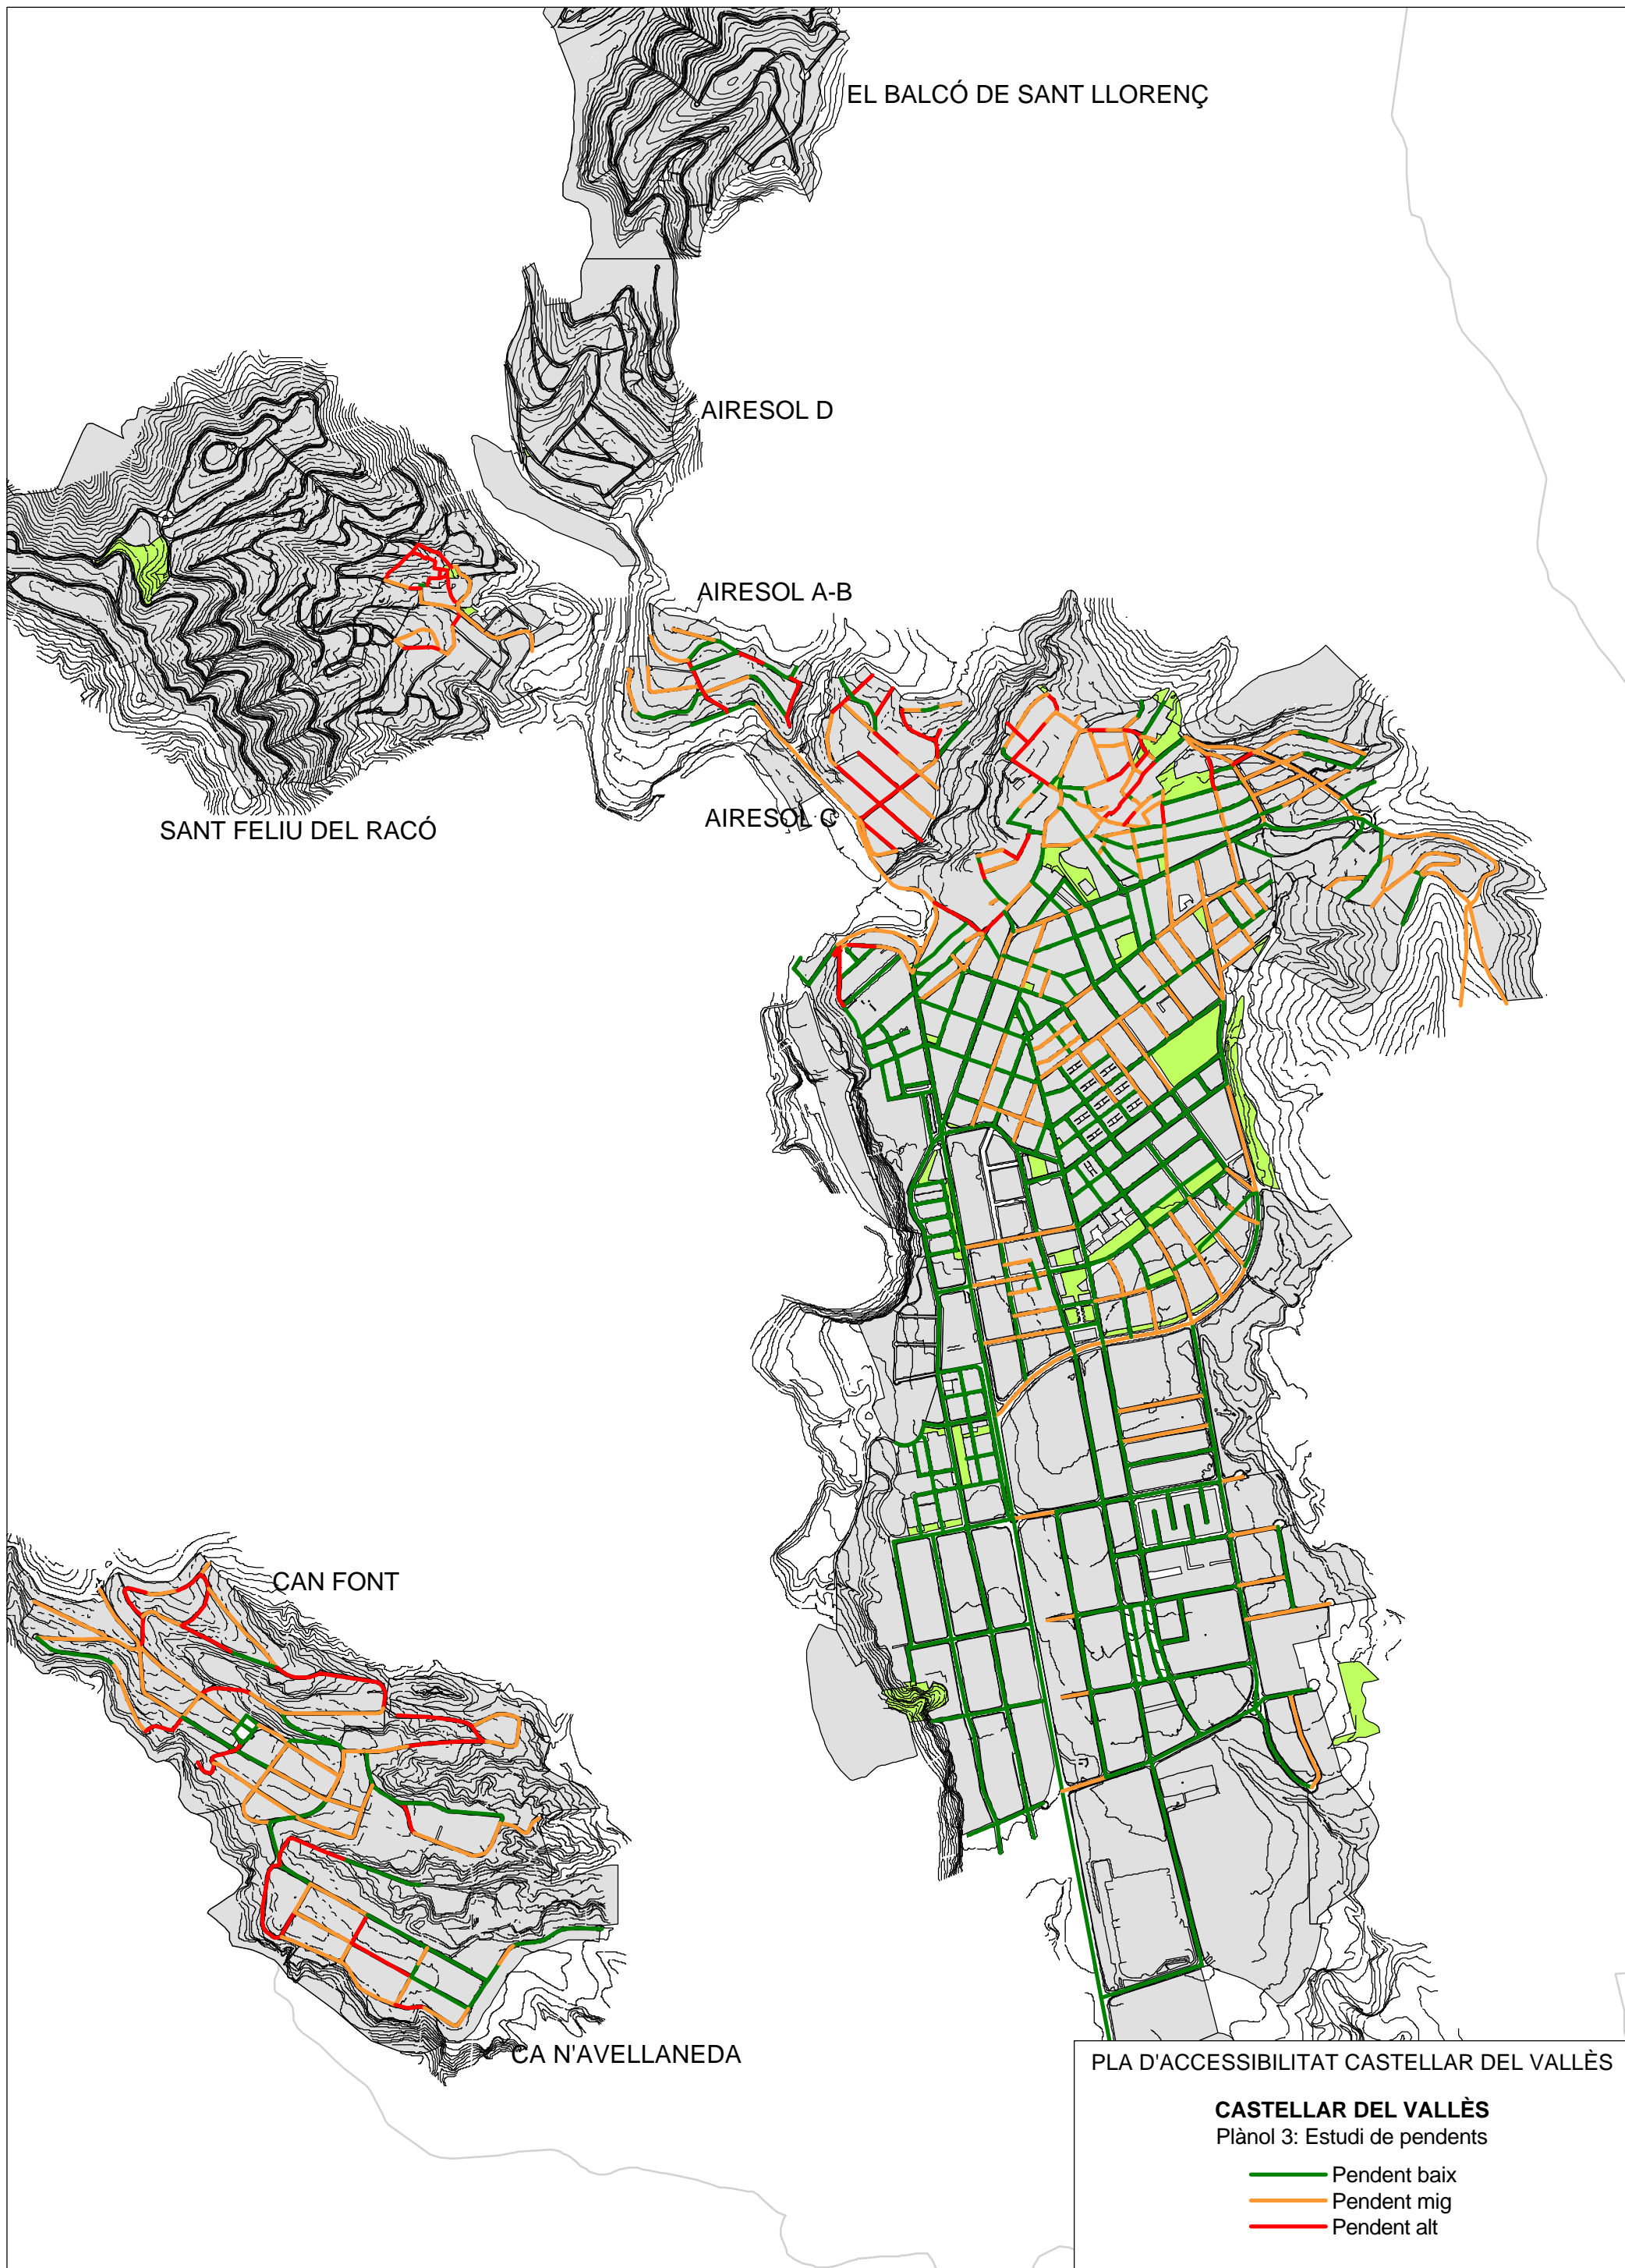 EL BALCÓ DE SANT LLORENÇ
AIRESOL D
AIRESOL A-B
AIRESOL C
SANT FELIU DEL RACÓ
CAN FONT
CA N'AVELLANEDA
PLA D'ACCESSIBILITAT CASTELLAR DEL VALLÈS
CASTELLAR DEL VALLÈS
Plànol 3: Estudi de pendents
Pendent baix
Pendent mig
Pendent alt